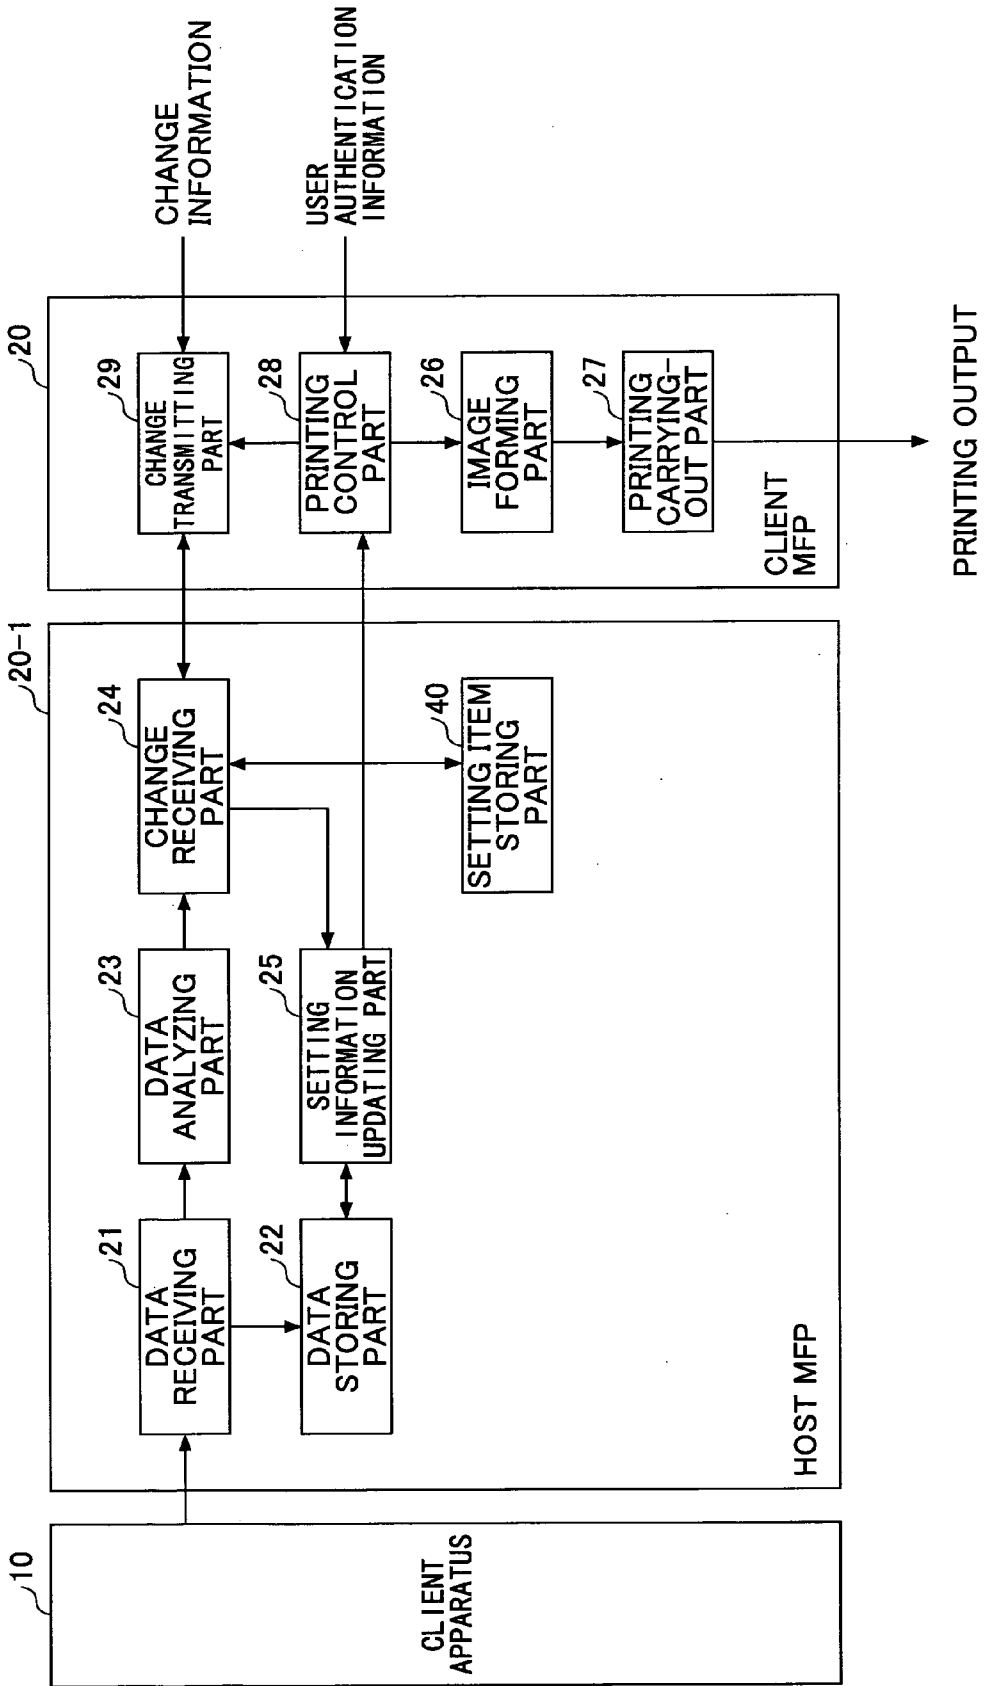 10
CLIENT
APPARATUS
20-1
HOST MFP
21
DATA
RECEIVING
PART
22
DATA
STORING
PART
23
DATA
ANALYZING
PART
25
SETTING
INFORMATION
UPDATING PART
24
CHANGE
RECEIVING
PART
40
SETTING ITEM
STORING
PART
20
CLIENT
MFP
29
CHANGE
TRANSMITTING
PART
28
PRINTING
CONTROL
PART
26
IMAGE
FORMING
PART
27
PRINTING
CARRYING-
OUT PART
CHANGE
INFORMATION
USER
AUTHENTICATION
INFORMATION
PRINTING OUTPUT